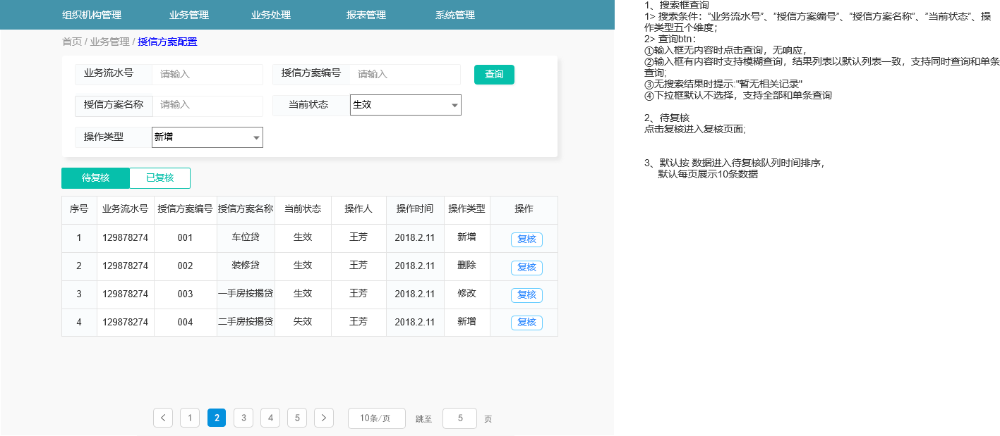 组织机构管理 业务管理 业务处理 报表管理 系统管理
首页 / 业务管理 / 授信方案配置
业务流水号 请输入 授信方案编号 请输入 查询
授信方案名称 请输入 当前状态 生效
操作类型 新增
待复核 已复核
序号 业务流水号 授信方案编号 授信方案名称 当前状态 操作人 操作时间 操作类型 操作
1 129878274 001 车位贷 生效 王芳 2018.2.11 新增 复核
2 129878274 002 装修贷 生效 王芳 2018.2.11 删除 复核
3 129878274 003 一手房按揭贷 生效 王芳 2018.2.11 修改 复核
4 129878274 004 二手房按揭贷 失效 王芳 2018.2.11 新增 复核
< 1 2 3 4 5 > 10条/页 跳至 5 页
1、搜索框查询
1> 搜索条件：”业务流水号”、”授信方案编号”、”授信方案名称”、”当前状态”、操
作类型五个维度；
2> 查询btn：
①输入框无内容时点击查询，无响应，
②输入框有内容时支持模糊查询，结果列表以默认列表一致，支持同时查询和单条
查询;
③无搜索结果时提示:"暂无相关记录"
④下拉框默认不选择，支持全部和单条查询
2、待复核
点击复核进入复核页面;
3、默认按 数据进入待复核队列时间排序，
默认每页展示10条数据